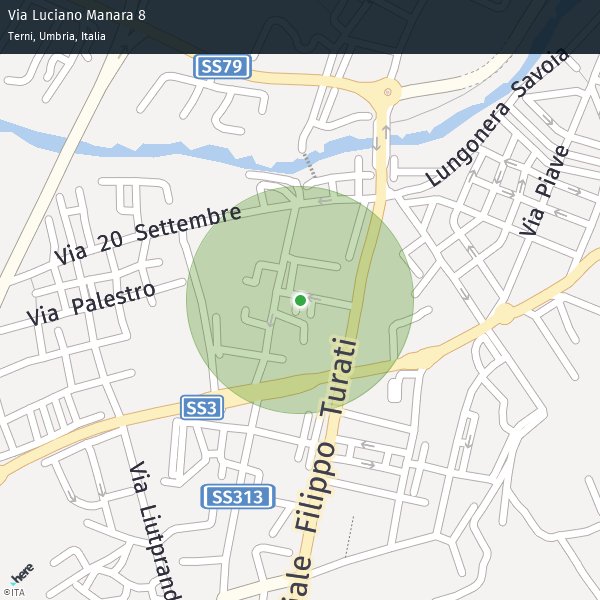 Via Luciano Manara 8
Terni, Umbria, Italia
SS79
Lungonera Savoia
Via Piave
Via 20 Settembre
Via Palestro
SS3
Viale Filippo Turati
SS313
Via Liutprand
here
©ITA